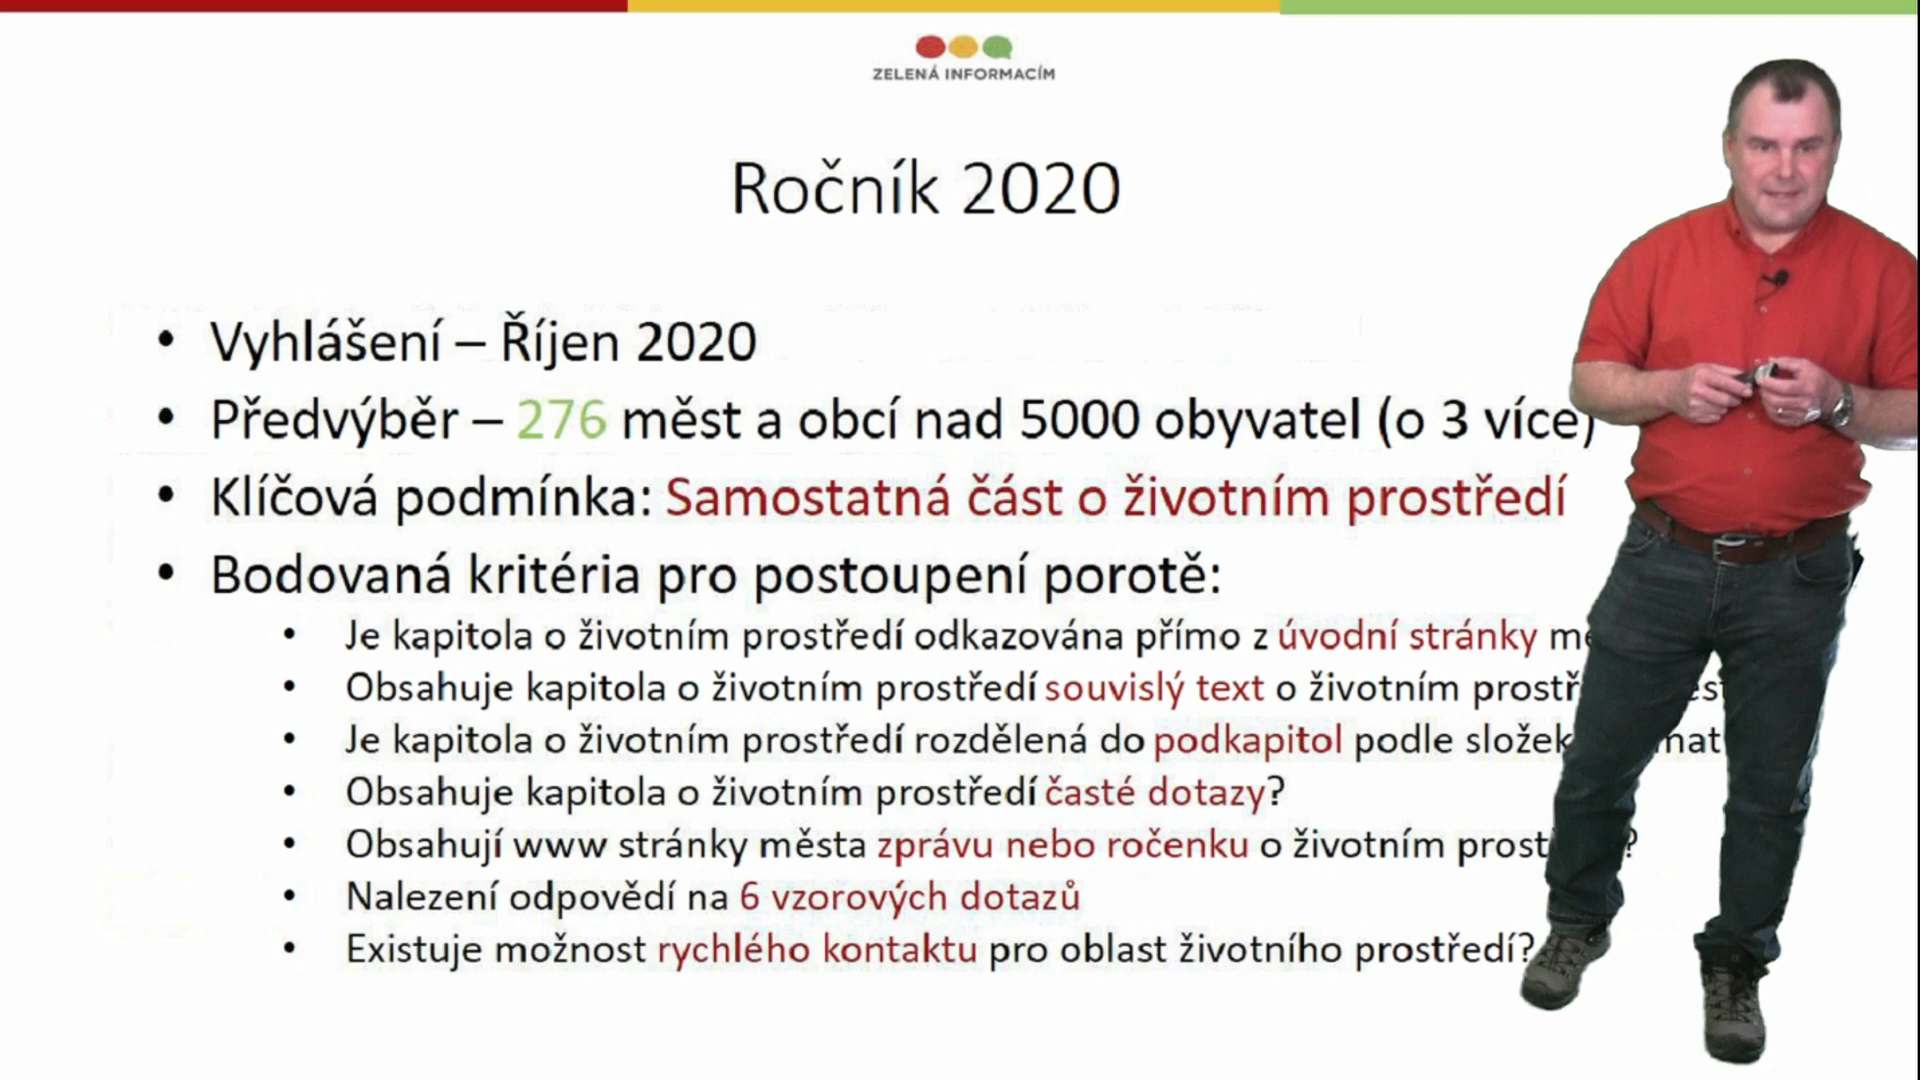 ZELENÁ INFORMACÍM
Ročník 2020
• Vyhlášení – Říjen 2020
• Předvýběr – 276 měst a obcí nad 5000 obyvatel (o 3 více)
• Klíčová podmínka: Samostatná část o životním prostředí
• Bodovaná kritéria pro postoupení porotě:
• Je kapitola o životním prostředí odkazována přímo z úvodní stránky
• Obsahuje kapitola o životním prostředí souvislý text o životním
• Je kapitola o životním prostředí rozdělená do podkapitol podle složek
• Obsahuje kapitola o životním prostředí časté dotazy?
• Obsahují www stránky města zprávu nebo ročenku o životním
• Nalezení odpovědí na 6 vzorových dotazů
• Existuje možnost rychlého kontaktu pro oblast životního prostředí?